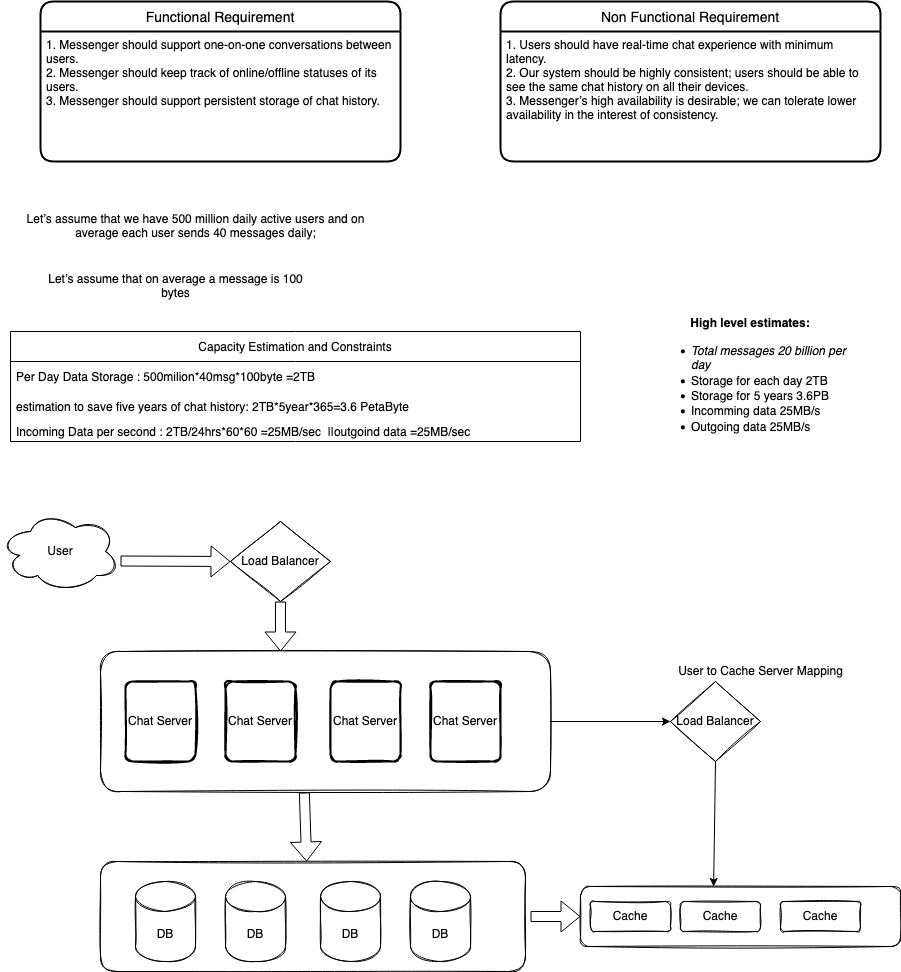 Functional Requirement
1. Messenger should support one-on-one conversations between
users.
2. Messenger should keep track of online/offline statuses of its
users.
3. Messenger should support persistent storage of chat history.
Non Functional Requirement
1. Users should have real-time chat experience with minimum
latency.
2. Our system should be highly consistent; users should be able to
see the same chat history on all their devices.
3. Messenger's high availability is desirable; we can tolerate lower
availability in the interest of consistency.
Let's assume that we have 500 million daily active users and on
average each user sends 40 messages daily;
Let's assume that on average a message is 100
bytes
Capacity Estimation and Constraints
Per Day Data Storage : 500milion*40msg*100byte =2TB
estimation to save five years of chat history: 2TB*5year*365=3.6 PetaByte
Incoming Data per second : 2TB/24hrs*60*60 =25MB/sec ||outgoind data =25MB/sec
High level estimates:
• Total messages 20 billion per
day
• Storage for each day 2TB
• Storage for 5 years 3.6PB
• Incomming data 25MB/s
• Outgoing data 25MB/s
User
Load Balancer
Chat Server
Chat Server
Chat Server
Chat Server
User to Cache Server Mapping
Load Balancer
DB
DB
DB
DB
Cache
Cache
Cache